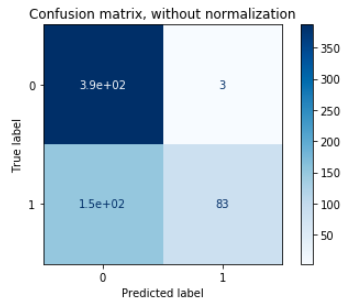 Confusion matrix, without normalization
0
3.9e+02
3
1
1.5e+02
83
True label
0
1
Predicted label
350
300
250
200
150
100
50